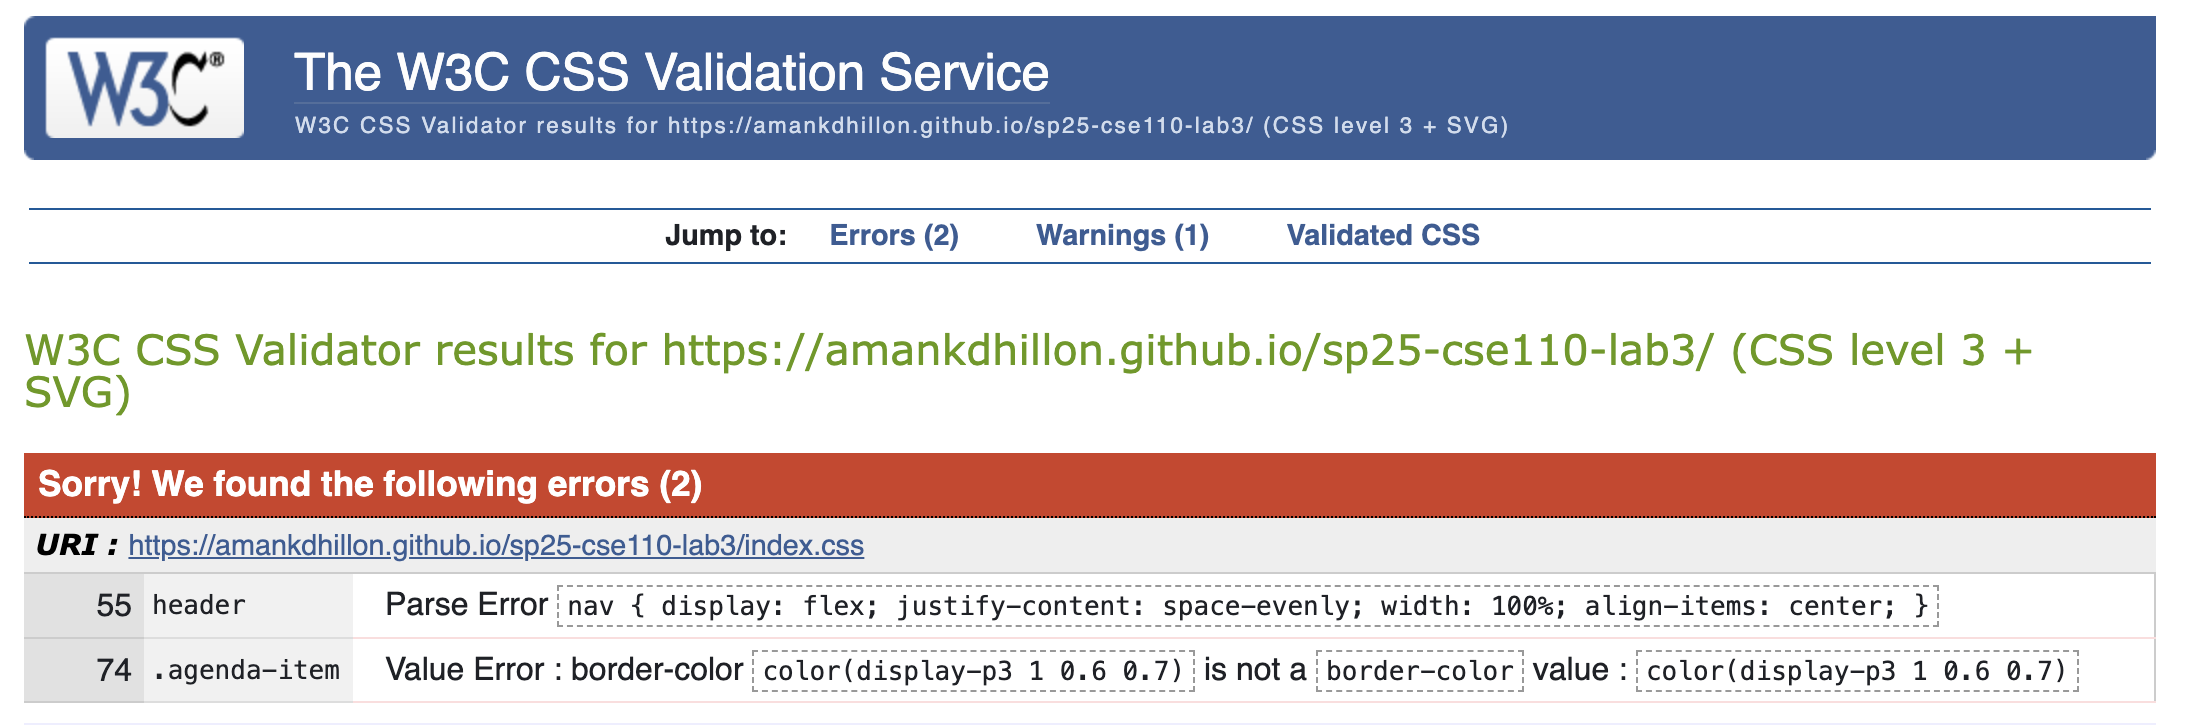 W3C®
The W3C CSS Validation Service
W3C CSS Validator results for https://amankdhillon.github.io/sp25-cse110-lab3/ (CSS level 3 + SVG)
Jump to: Errors (2) Warnings (1) Validated CSS
W3C CSS Validator results for https://amankdhillon.github.io/sp25-cse110-lab3/ (CSS level 3 +
SVG)
Sorry! We found the following errors (2)
URI : https://amankdhillon.github.io/sp25-cse110-lab3/index.css
55 header Parse Error nav { display: flex; justify-content: space-evenly; width: 100%; align-items: center; }
74 .agenda-item Value Error : border-color color(display-p3 1 0.6 0.7) is not a border-color value : color(display-p3 1 0.6 0.7)